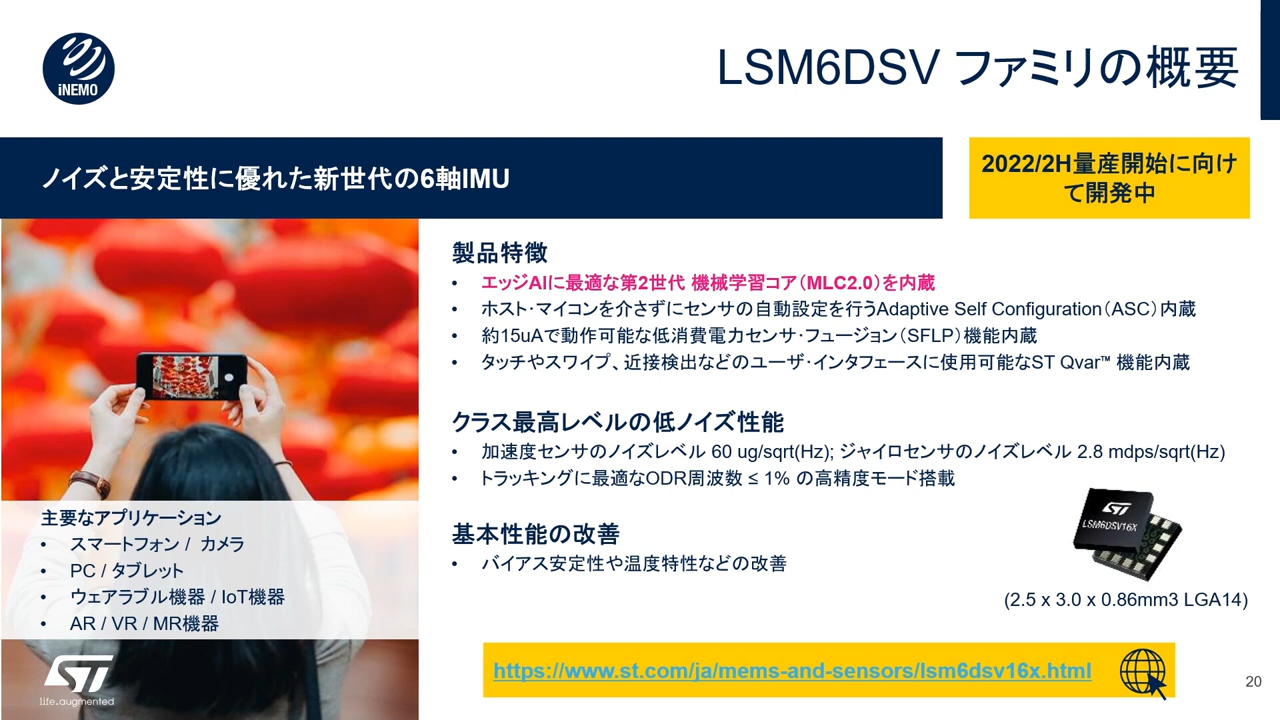 iNEMO
LSM6DSV ファミリの概要
ノイズと安定性に優れた新世代の6軸IMU
2022/2H量産開始に向け
て開発中
製品特徴
• エッジAIに最適な第2世代 機械学習コア（MLC2.0）を内蔵
• ホスト・マイコンを介さずにセンサの自動設定を行うAdaptive Self Configuration（ASC）内蔵
• 約15uAで動作可能な低消費電力センサ・フュージョン（SFLP）機能内蔵
• タッチやスワイプ、近接検出などのユーザ・インタフェースに使用可能なST Qvar™ 機能内蔵
クラス最高レベルの低ノイズ性能
• 加速度センサのノイズレベル 60 ug/sqrt(Hz); ジャイロセンサのノイズレベル 2.8 mdps/sqrt(Hz)
• トラッキングに最適なODR周波数 ≤ 1% の高精度モード搭載
基本性能の改善
• バイアス安定性や温度特性などの改善
ST
LSM6DSV16X
(2.5 x 3.0 x 0.86mm3 LGA14)
主要なアプリケーション
• スマートフォン / カメラ
• PC / タブレット
• ウェアラブル機器 / IoT機器
• AR / VR / MR機器
ST
life.augmented
https://www.st.com/ja/mems-and-sensors/lsm6dsv16x.html
20